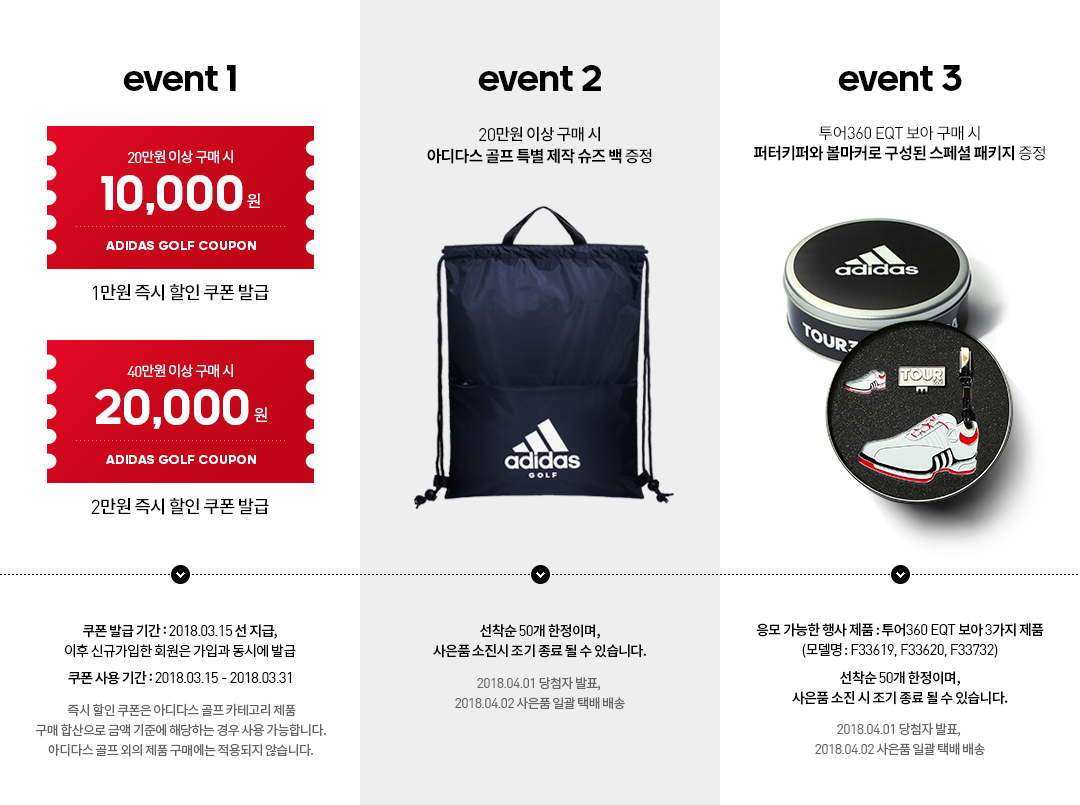 event 1
20만원 이상 구매 시
10,000원
ADIDAS GOLF COUPON
1만원 즉시 할인 쿠폰 발급
40만원 이상 구매 시
20,000원
ADIDAS GOLF COUPON
2만원 즉시 할인 쿠폰 발급
쿠폰 발급 기간 : 2018.03.15 선 지급,
이후 신규가입한 회원은 가입과 동시에 발급
쿠폰 사용 기간 : 2018.03.15 - 2018.03.31
즉시 할인 쿠폰은 아디다스 골프 카테고리 제품
구매 합산으로 금액 기준에 해당하는 경우 사용 가능합니다.
아디다스 골프 외의 제품 구매에는 적용되지 않습니다.
event 2
20만원 이상 구매 시
아디다스 골프 특별 제작 슈즈 백 증정
adidas
GOLF
선착순 50개 한정이며,
사은품 소진시 조기 종료 될 수 있습니다.
2018.04.01 당첨자 발표,
2018.04.02 사은품 일괄 택배 배송
event 3
투어360 EQT 보아 구매 시
퍼터키퍼와 볼마커로 구성된 스페셜 패키지 증정
adidas
TOUR3
TOUR
응모 가능한 행사 제품 : 투어360 EQT 보아 3가지 제품
(모델명 : F33619, F33620, F33732)
선착순 50개 한정이며,
사은품 소진 시 조기 종료 될 수 있습니다.
2018.04.01 당첨자 발표,
2018.04.02 사은품 일괄 택배 배송